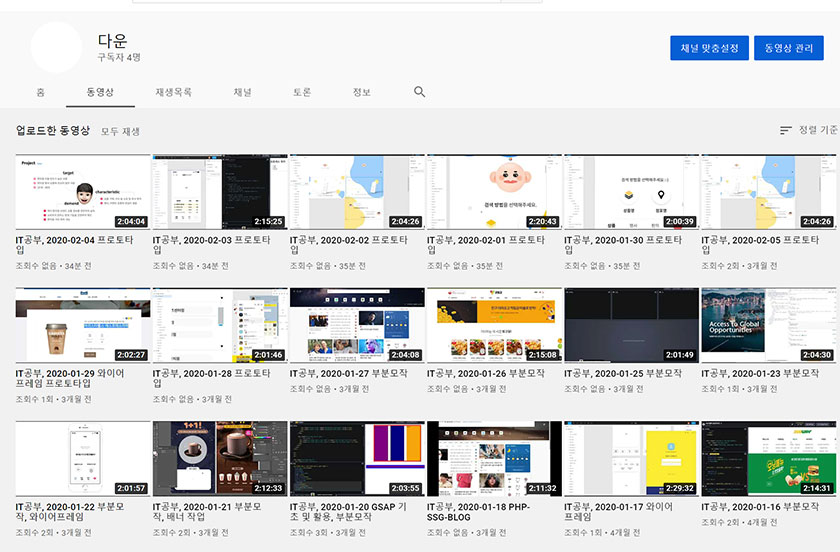 다운
구독자 4명
채널 맞춤설정
동영상 관리
홈
동영상
재생목록
채널
토론
정보
업로드한 동영상
모두 재생
정렬 기준
Project
target
characteristic
demand
2:04:04
2:15:25
2:04:26
검색 방법을 선택해주세요.
2:20:43
검색 방법을 선택해주세요 :)
상품명
점포명
상품
행사
2:00:39
2:04:26
IT공부, 2020-02-04 프로토타
입
조회수 없음 • 34분 전
IT공부, 2020-02-03 프로토타
입
조회수 없음 • 34분 전
IT공부, 2020-02-02 프로토타
입
조회수 없음 • 35분 전
IT공부, 2020-02-01 프로토타
입
조회수 없음 • 35분 전
IT공부, 2020-01-30 프로토타
입
조회수 없음 • 35분 전
IT공부, 2020-02-05 프로토타
입
조회수 2회 • 3개월 전
2:02:27
2:01:46
2:04:08
2:15:08
2:01:49
Access to Global
Opportunities
2:04:30
IT공부, 2020-01-29 와이어
프레임 프로토타입
조회수 1회 • 3개월 전
IT공부, 2020-01-28 프로토타
입
조회수 없음 • 3개월 전
IT공부, 2020-01-27 부분모작
조회수 없음 • 3개월 전
IT공부, 2020-01-26 부분모작
조회수 없음 • 3개월 전
IT공부, 2020-01-25 부분모작
조회수 없음 • 3개월 전
IT공부, 2020-01-23 부분모작
조회수 1회 • 3개월 전
2:01:57
1+1!
2:12:33
2:03:55
2:11:32
2:29:32
2:14:31
IT공부, 2020-01-22 부분모
작, 와이어프레임
조회수 2회 • 3개월 전
IT공부, 2020-01-21 부분모
작, 배너 작업
조회수 2회 • 3개월 전
IT공부, 2020-01-20 GSAP 기
초 및 활용, 부분모작
조회수 3회 • 3개월 전
IT공부, 2020-01-18 PHP-
SSG-BLOG
조회수 없음 • 3개월 전
IT공부, 2020-01-17 와이어
프레임
조회수 1회 • 4개월 전
IT공부, 2020-01-16 부분모작
조회수 2회 • 4개월 전